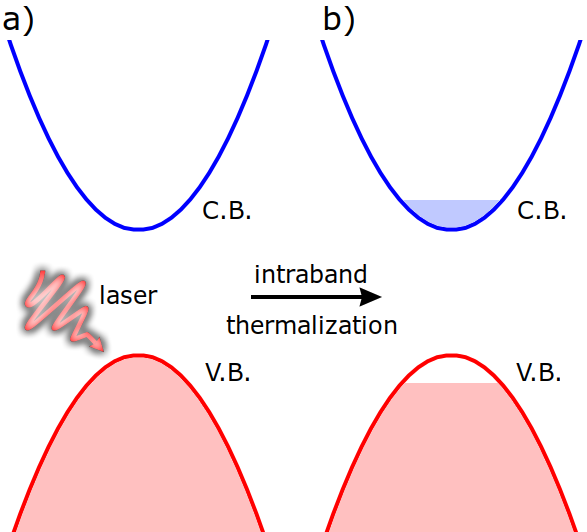 a)
b)
C.B.
C.B.
laser
intraband
thermalization
V.B.
V.B.